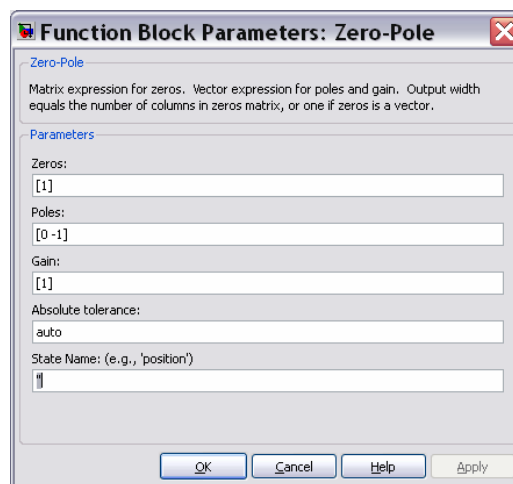 Function Block Parameters: Zero-Pole
Zero-Pole
Matrix expression for zeros. Vector expression for poles and gain. Output width
equals the number of columns in zeros matrix, or one if zeros is a vector.
Parameters
Zeros:
[1]
Poles:
[0 -1]
Gain:
[1]
Absolute tolerance:
auto
State Name: (e.g., 'position')
''
OK Cancel Help Apply